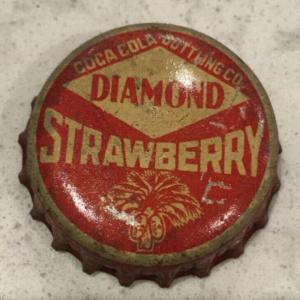 COCA COLA BOTTLING CO.
DIAMOND
STRAWBERRY